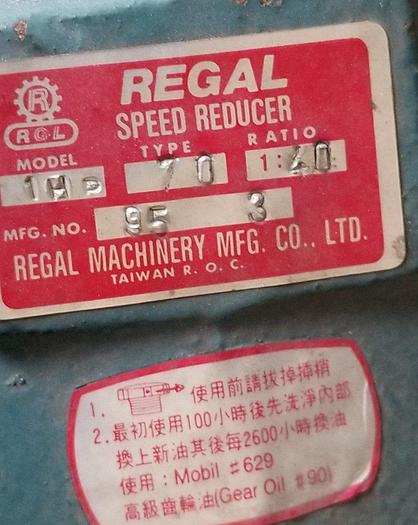 REGAL
R
RGL
SPEED REDUCER
MODEL TYPE RATIO
1HP 70 1:40
MFG. NO. 95 3
REGAL MACHINERY MFG. CO., LTD.
TAIWAN R. O. C.
1. 使用前請拔掉插梢
2. 最初使用100小時後先洗淨內部
換上新油其後每2600小時換油
使用：Mobil #629
高級齒輪油(Gear Oil #90)